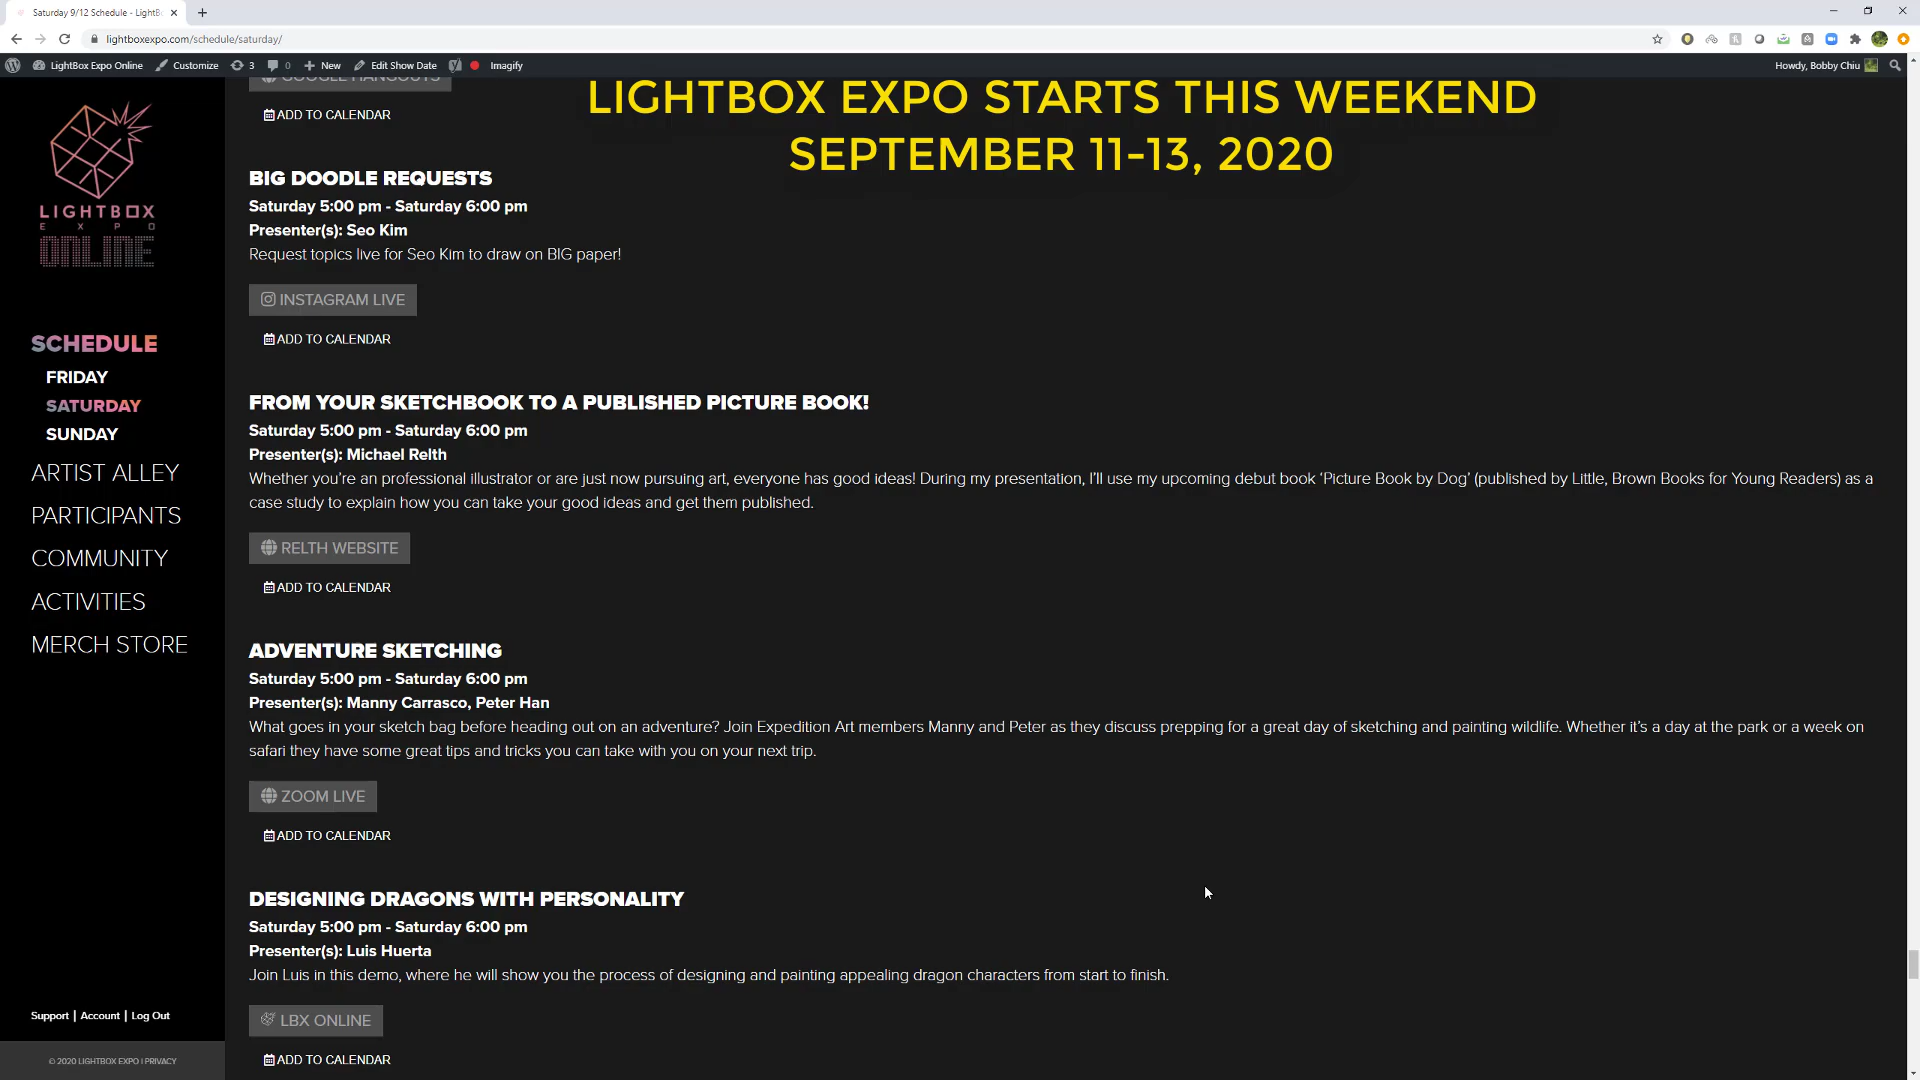 Saturday 9/12 Schedule - LightB
lightboxexpo.com/schedule/saturday/
LightBox Expo Online Customize 3 0 New Edit Show Date Imagify Howdy, Bobby Chiu
GOOGLE HANGOUTS
LIGHTBOX EXPO STARTS THIS WEEKEND
SEPTEMBER 11-13, 2020
ADD TO CALENDAR
LIGHTBOX
EXPO
ONLINE
SCHEDULE
FRIDAY
SATURDAY
SUNDAY
ARTIST ALLEY
PARTICIPANTS
COMMUNITY
ACTIVITIES
MERCH STORE
Support | Account | Log Out
© 2020 LIGHTBOX EXPO | PRIVACY
BIG DOODLE REQUESTS
Saturday 5:00 pm - Saturday 6:00 pm
Presenter(s): Seo Kim
Request topics live for Seo Kim to draw on BIG paper!
INSTAGRAM LIVE
ADD TO CALENDAR
FROM YOUR SKETCHBOOK TO A PUBLISHED PICTURE BOOK!
Saturday 5:00 pm - Saturday 6:00 pm
Presenter(s): Michael Relth
Whether you’re an professional illustrator or are just now pursuing art, everyone has good ideas! During my presentation, I’ll use my upcoming debut book ‘Picture Book by Dog’ (published by Little, Brown Books for Young Readers) as a
case study to explain how you can take your good ideas and get them published.
RELTH WEBSITE
ADD TO CALENDAR
ADVENTURE SKETCHING
Saturday 5:00 pm - Saturday 6:00 pm
Presenter(s): Manny Carrasco, Peter Han
What goes in your sketch bag before heading out on an adventure? Join Expedition Art members Manny and Peter as they discuss prepping for a great day of sketching and painting wildlife. Whether it’s a day at the park or a week on
safari they have some great tips and tricks you can take with you on your next trip.
ZOOM LIVE
ADD TO CALENDAR
DESIGNING DRAGONS WITH PERSONALITY
Saturday 5:00 pm - Saturday 6:00 pm
Presenter(s): Luis Huerta
Join Luis in this demo, where he will show you the process of designing and painting appealing dragon characters from start to finish.
LBX ONLINE
ADD TO CALENDAR